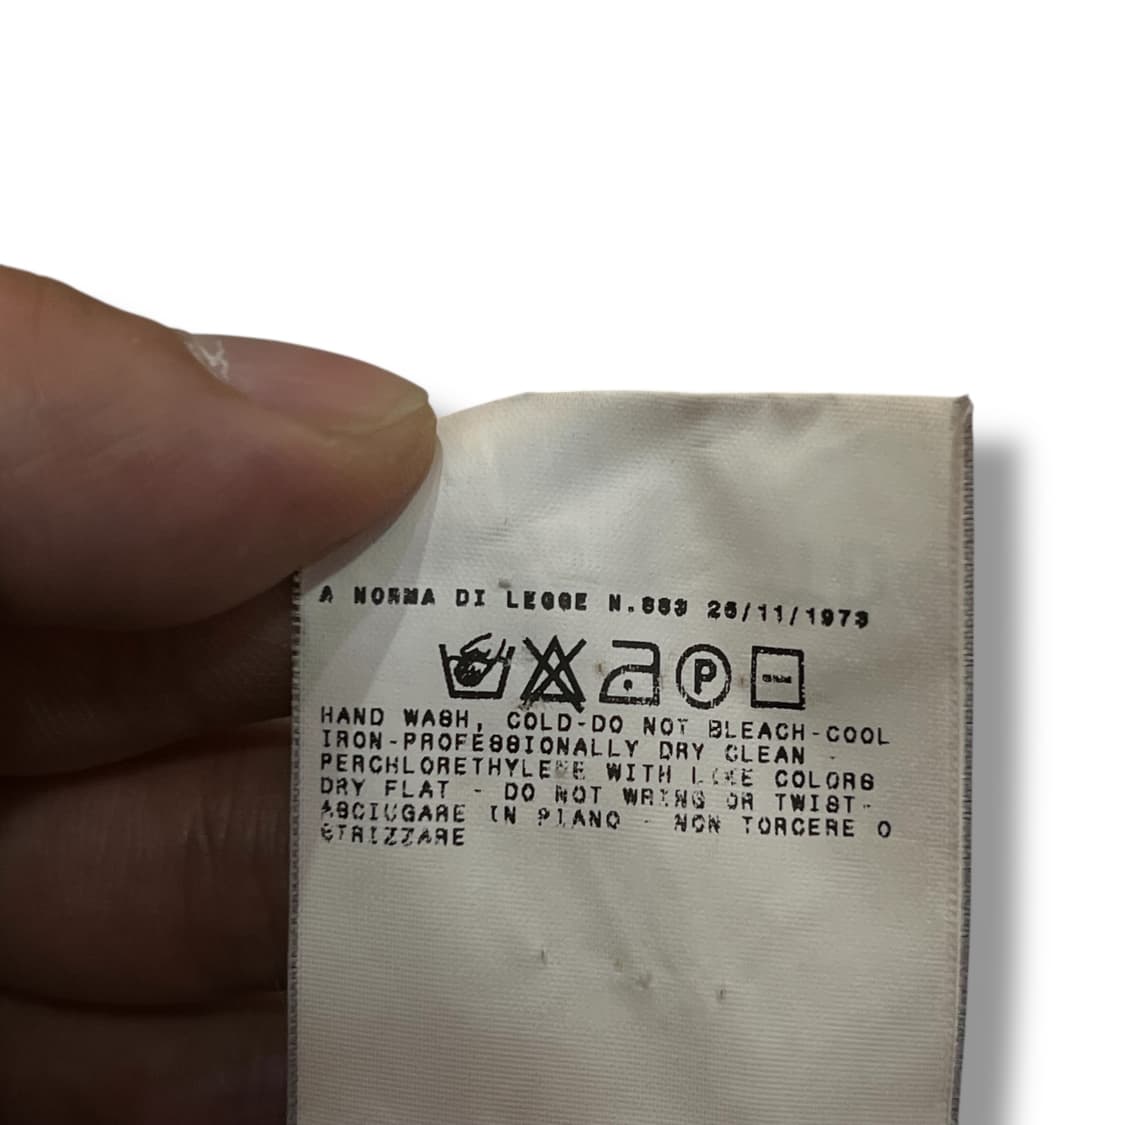 A NORMA DI LEGGE N.883 26/11/1973
P
HAND WASH, COLD-DO NOT BLEACH-COOL
IRON-PROFESSIONALLY DRY CLEAN -
PERCHLORETHYLENE WITH LIKE COLORS
DRY FLAT - DO NOT WRING OR TWIST-
ASCIUGARE IN PIANO - NON TORCERE O
STRIZZARE